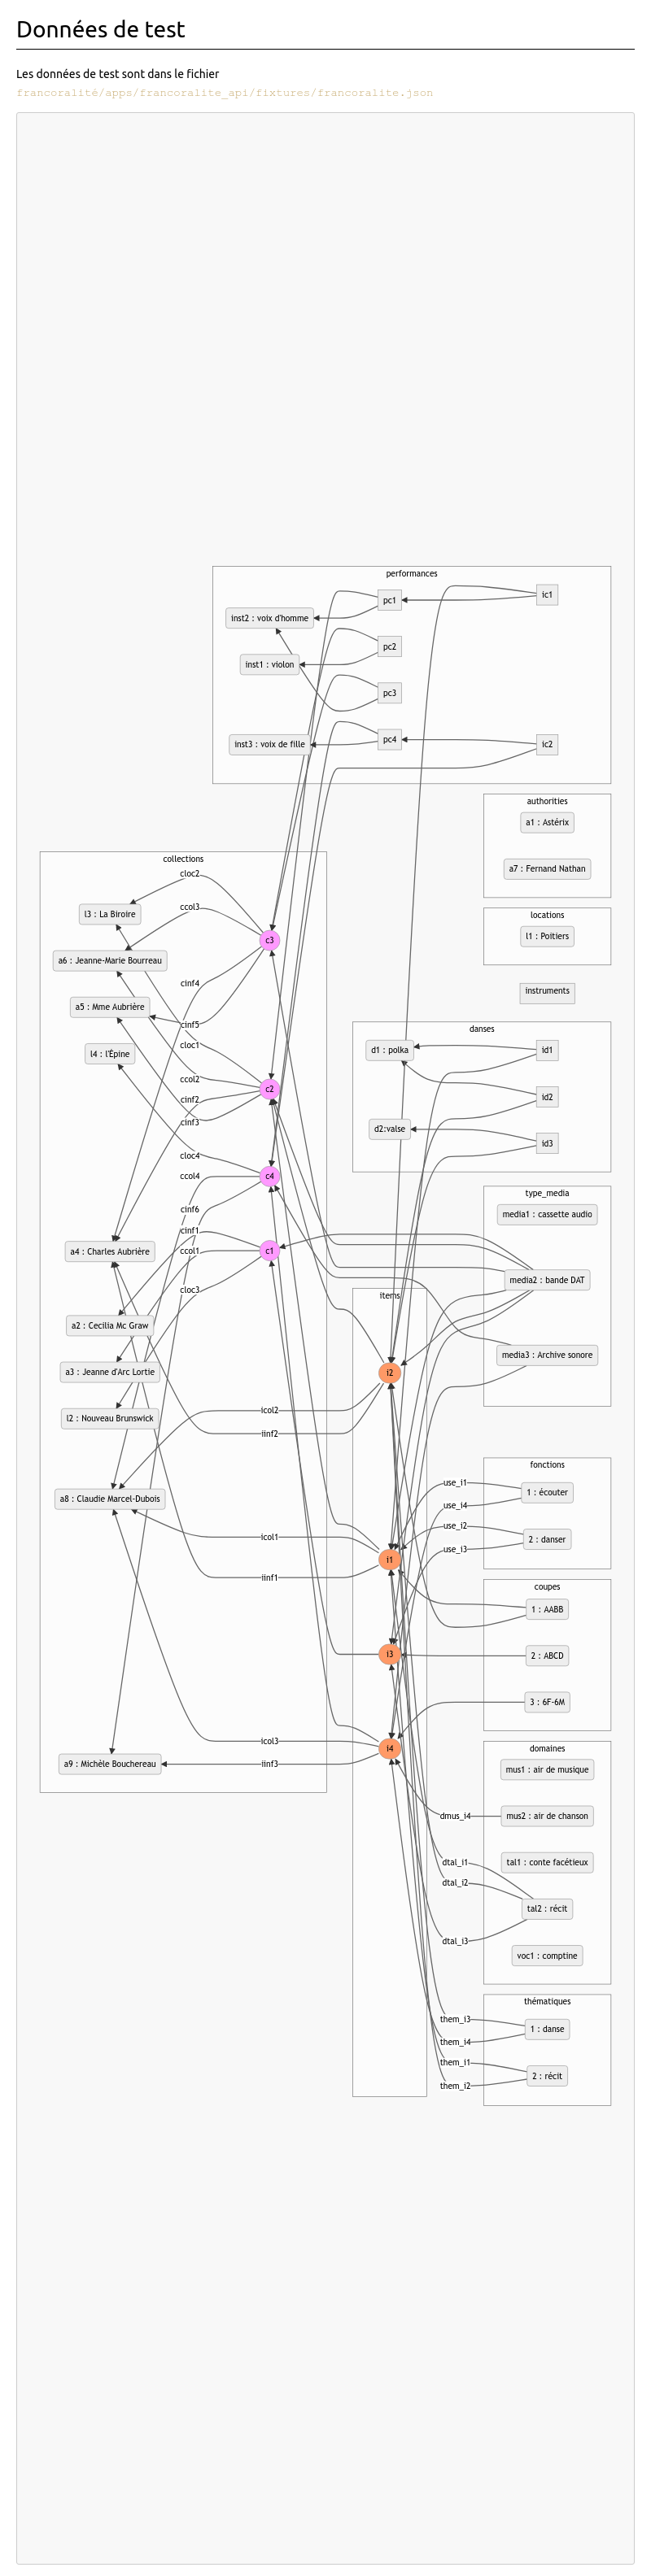 Données de test
Les données de test sont dans le fichier
francoralité/apps/francoralite_api/fixtures/francoralite.json
performances
ic1
pc1
inst2 : voix d'homme
pc2
inst1 : violon
pc3
pc4
inst3 : voix de fille
ic2
authorities
a1 : Astérix
a7 : Fernand Nathan
locations
l1 : Poitiers
instruments
danses
d1 : polka
id1
id2
d2:valse
id3
type_media
media1 : cassette audio
media2 : bande DAT
media3 : Archive sonore
collections
cloc2
l3 : La Biroire
ccol3
c3
a6 : Jeanne-Marie Bourreau
cinf4
a5 : Mme Aubrière
cinf5
cloc1
l4 : l'Épine
ccol2
c2
cinf2
cinf3
cloc4
ccol4
c4
cinf6
cinf1
a4 : Charles Aubrière
ccol1
c1
cloc3
a2 : Cecilia Mc Graw
a3 : Jeanne d'Arc Lortie
l2 : Nouveau Brunswick
a8 : Claudie Marcel-Dubois
a9 : Michèle Bouchereau
items
i2
icol2
iinf2
icol1
i1
iinf1
i3
icol3
i4
iinf3
fonctions
use_i1
1 : écouter
use_i4
use_i2
2 : danser
use_i3
coupes
1 : AABB
2 : ABCD
3 : 6F-6M
domaines
mus1 : air de musique
dmus_i4
mus2 : air de chanson
dtal_i1
tal1 : conte facétieux
dtal_i2
tal2 : récit
dtal_i3
voc1 : comptine
thématiques
them_i3
1 : danse
them_i4
them_i1
2 : récit
them_i2